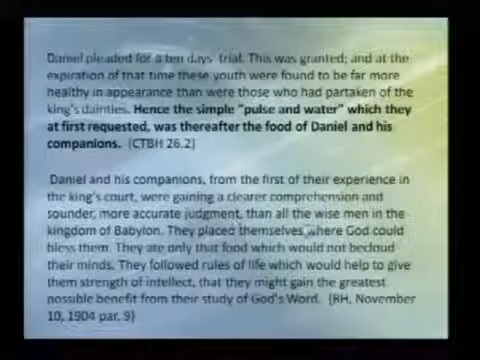 Daniel pleaded for a ten days' trial. This was granted; and at the
expiration of that time these youth were found to be far more
healthy in appearance than were those who had partaken of the
king's dainties. Hence the simple "pulse and water" which they
at first requested, was thereafter the food of Daniel and his
companions. {CTBH 26.2}
Daniel and his companions, from the first of their experience in
the king's court, were gaining a clearer comprehension and
sounder, more accurate judgment, than all the wise men in the
kingdom of Babylon. They placed themselves where God could
bless them. They ate only that food which would not becloud
their minds. They followed rules of life which would help to give
them strength of intellect, that they might gain the greatest
possible benefit from their study of God's Word. {RH, November
10, 1904 par. 9}